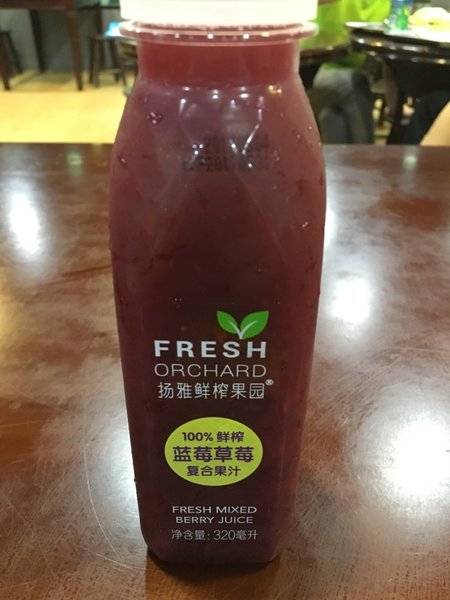 FRESH
ORCHARD
扬雅鲜榨果园®
100% 鲜榨
蓝莓草莓
复合果汁
FRESH MIXED
BERRY JUICE
净含量: 320毫升